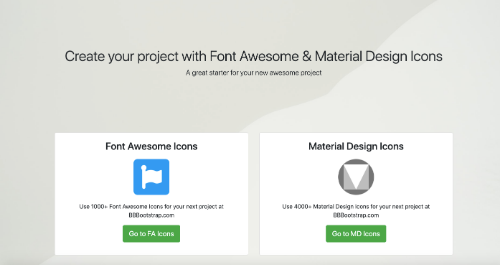 Create your project with Font Awesome & Material Design Icons
A great starter for your new awesome project
Font Awesome Icons
Use 1000+ Font Awesome Icons for your next project at
BBBootstrap.com
Go to FA Icons
Material Design Icons
Use 4000+ Material Design Icons for your next project at
BBBootstrap.com
Go to MD Icons